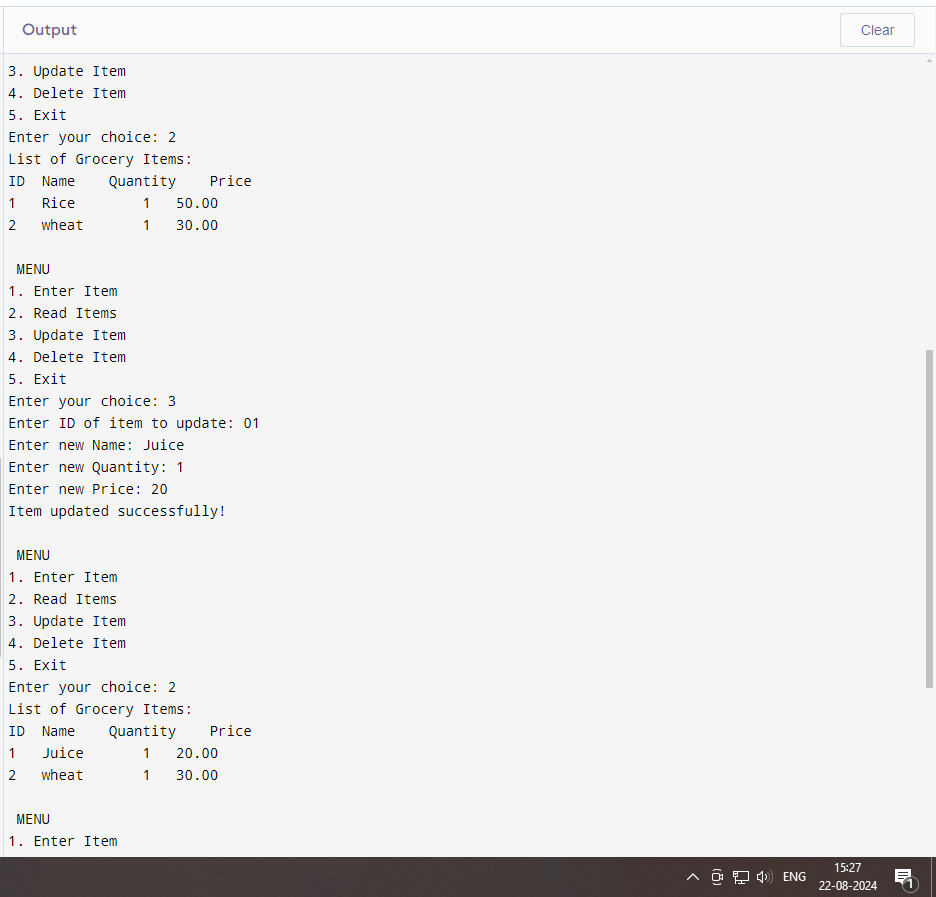 Output
Clear
3. Update Item
4. Delete Item
5. Exit
Enter your choice: 2
List of Grocery Items:
ID  Name    Quantity    Price
1   Rice        1   50.00
2   wheat       1   30.00
MENU
1. Enter Item
2. Read Items
3. Update Item
4. Delete Item
5. Exit
Enter your choice: 3
Enter ID of item to update: 01
Enter new Name: Juice
Enter new Quantity: 1
Enter new Price: 20
Item updated successfully!
MENU
1. Enter Item
2. Read Items
3. Update Item
4. Delete Item
5. Exit
Enter your choice: 2
List of Grocery Items:
ID  Name    Quantity    Price
1   Juice       1   20.00
2   wheat       1   30.00
MENU
1. Enter Item
ENG
15:27
22-08-2024
1